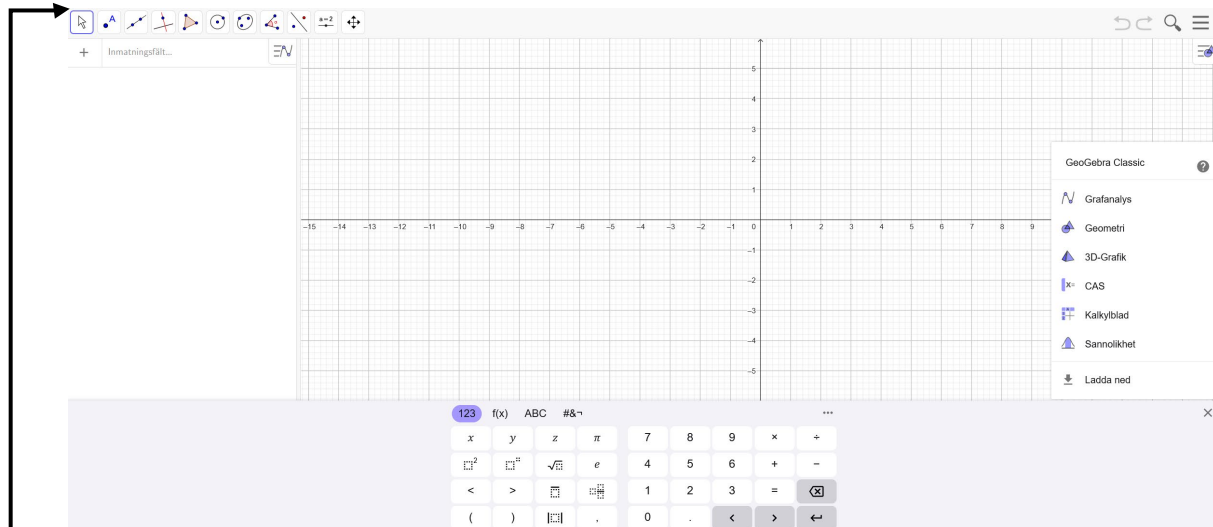 A
a=2
+ Inmatningsfält...
5
4
3
2
1
−15 −14 −13 −12 −11 −10 −9 −8 −7 −6 −5 −4 −3 −2 −1 0 1 2 3 4 5 6 7 8 9
−1
−2
−3
−4
−5
GeoGebra Classic ?
Grafanalys
Geometri
3D-Grafik
x= CAS
Kalkylblad
Sannolikhet
Ladda ned
123 f(x) ABC #&¬ ...
x y z π 7 8 9 × ÷
2 √ e 4 5 6 + −
< > 1 2 3 =
( ) | | , 0 . < >